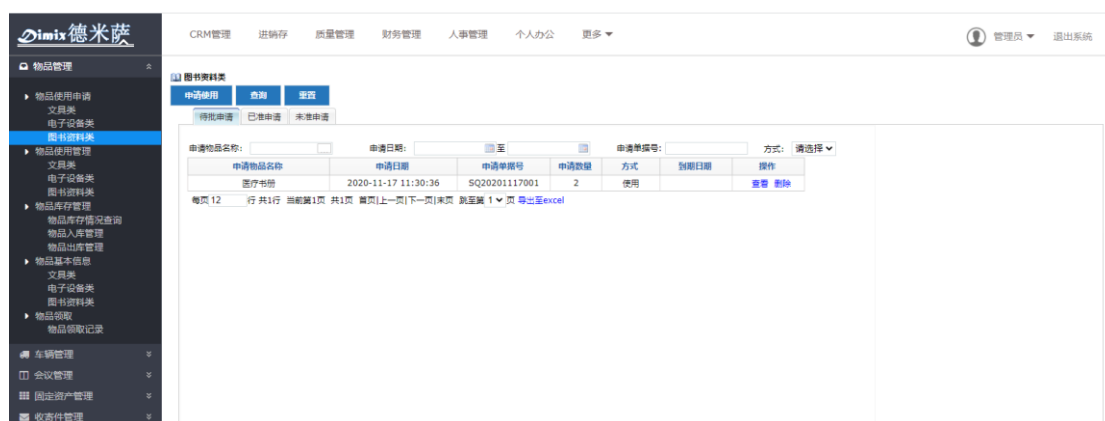 Dimix德米萨
CRM管理 进销存 质量管理 财务管理 人事管理 个人办公 更多 管理员 退出系统
物品管理
物品使用申请
文具类
电子设备类
图书资料类
物品使用管理
文具类
电子设备类
图书资料类
物品库存管理
物品库存情况查询
物品入库管理
物品出库管理
物品基本信息
文具类
电子设备类
图书资料类
物品领取
物品领取记录
车辆管理
会议管理
固定资产管理
收寄件管理
图书资料类
申请使用 查询 重百
待批申请 已准申请 未准申请
申请物品名称: 申请日期: 至 申请单据号: 方式: 请选择
申请物品名称 申请日期 申请单据号 申请数量 方式 到期日期 操作
医疗书册 2020-11-17 11:30:36 SQ20201117001 2 使用 查看 删除
每页 12 行 共1行 当前第1页 共1页 首页|上一页|下一页|末页 跳至第 1 页 导出至excel